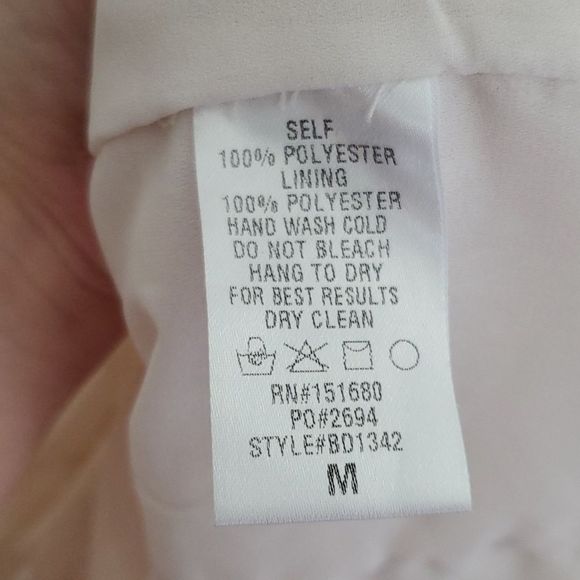 SELF
100% POLYESTER
LINING
100% POLYESTER
HAND WASH COLD
DO NOT BLEACH
HANG TO DRY
FOR BEST RESULTS
DRY CLEAN
RN#151680
PO#2694
STYLE#BD1342
M